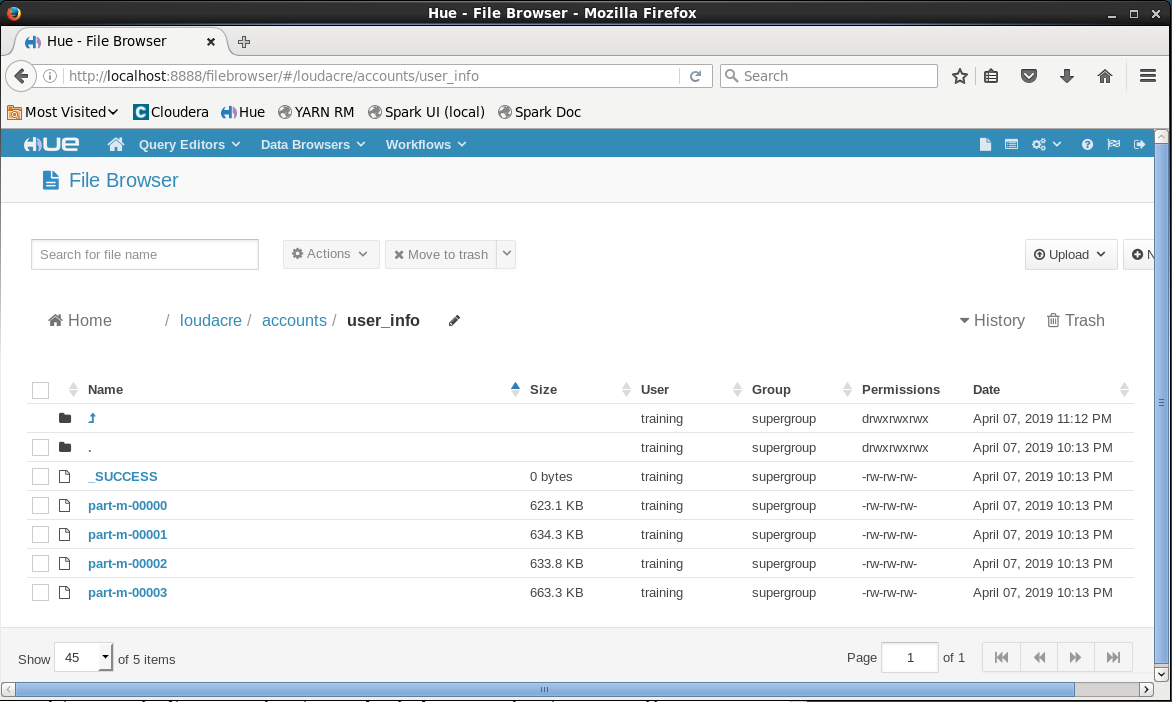 Hue - File Browser - Mozilla Firefox
Hue - File Browser
http://localhost:8888/filebrowser/#/loudacre/accounts/user_info
Search
Most Visited Cloudera Hue YARN RM Spark UI (local) Spark Doc
HUE Query Editors Data Browsers Workflows
File Browser
Search for file name Actions Move to trash Upload N
Home / loudacre / accounts / user_info History Trash
Name Size User Group Permissions Date
training supergroup drwxrwxrwx April 07, 2019 11:12 PM
. training supergroup drwxrwxrwx April 07, 2019 10:13 PM
_SUCCESS 0 bytes training supergroup -rw-rw-rw- April 07, 2019 10:13 PM
part-m-00000 623.1 KB training supergroup -rw-rw-rw- April 07, 2019 10:13 PM
part-m-00001 634.3 KB training supergroup -rw-rw-rw- April 07, 2019 10:13 PM
part-m-00002 633.8 KB training supergroup -rw-rw-rw- April 07, 2019 10:13 PM
part-m-00003 663.3 KB training supergroup -rw-rw-rw- April 07, 2019 10:13 PM
Show 45 of 5 items Page 1 of 1